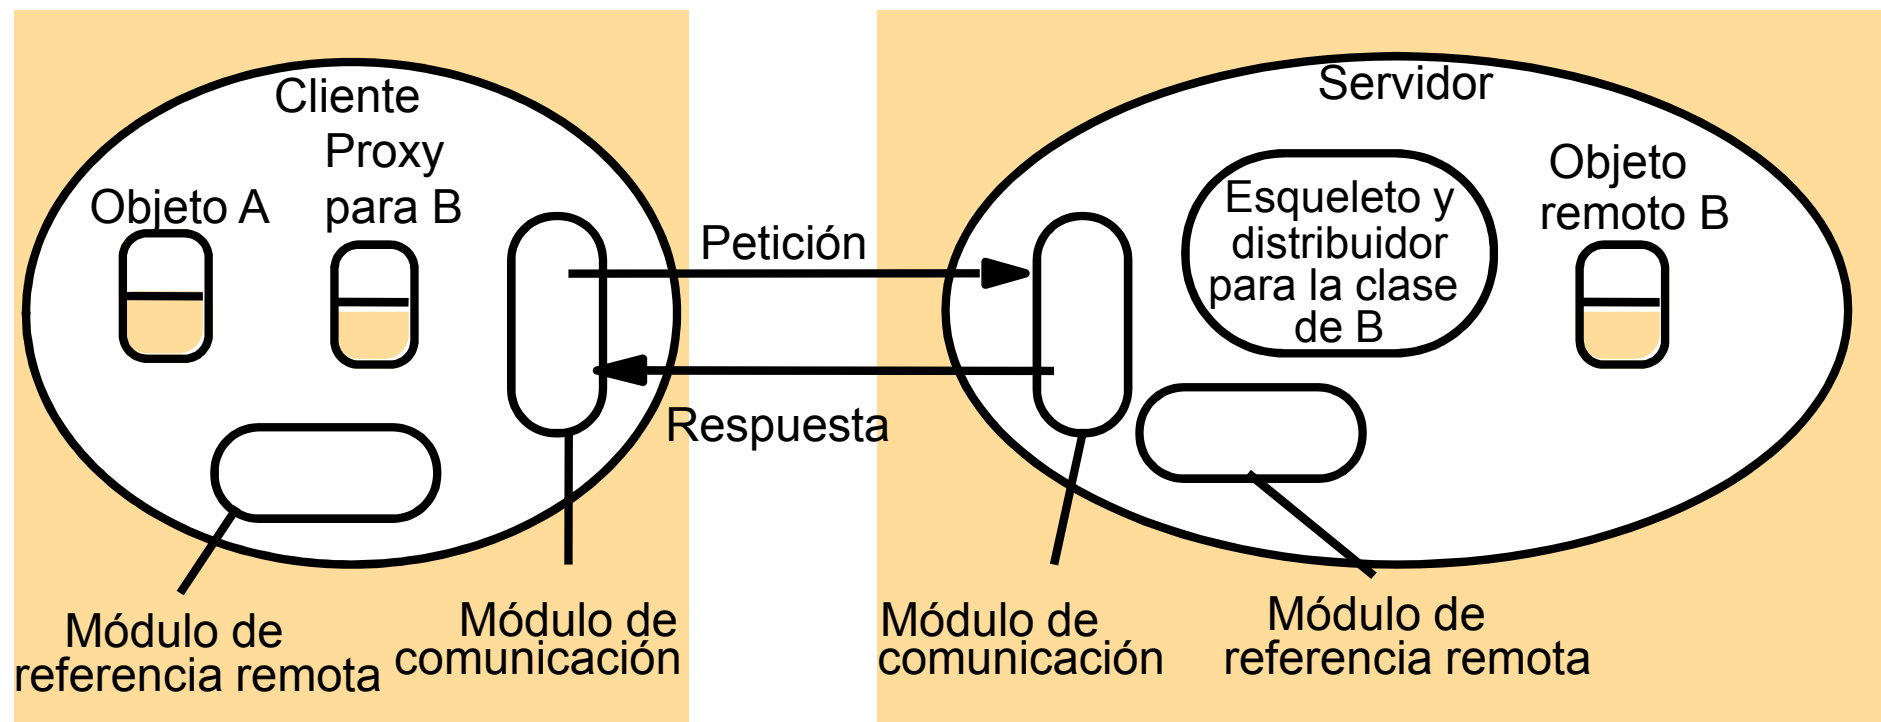 Cliente
Proxy
para B
Objeto A
Petición
Respuesta
Módulo de
referencia remota
Módulo de
comunicación
Servidor
Esqueleto y
distribuidor
para la clase
de B
Objeto
remoto B
Módulo de
comunicación
Módulo de
referencia remota